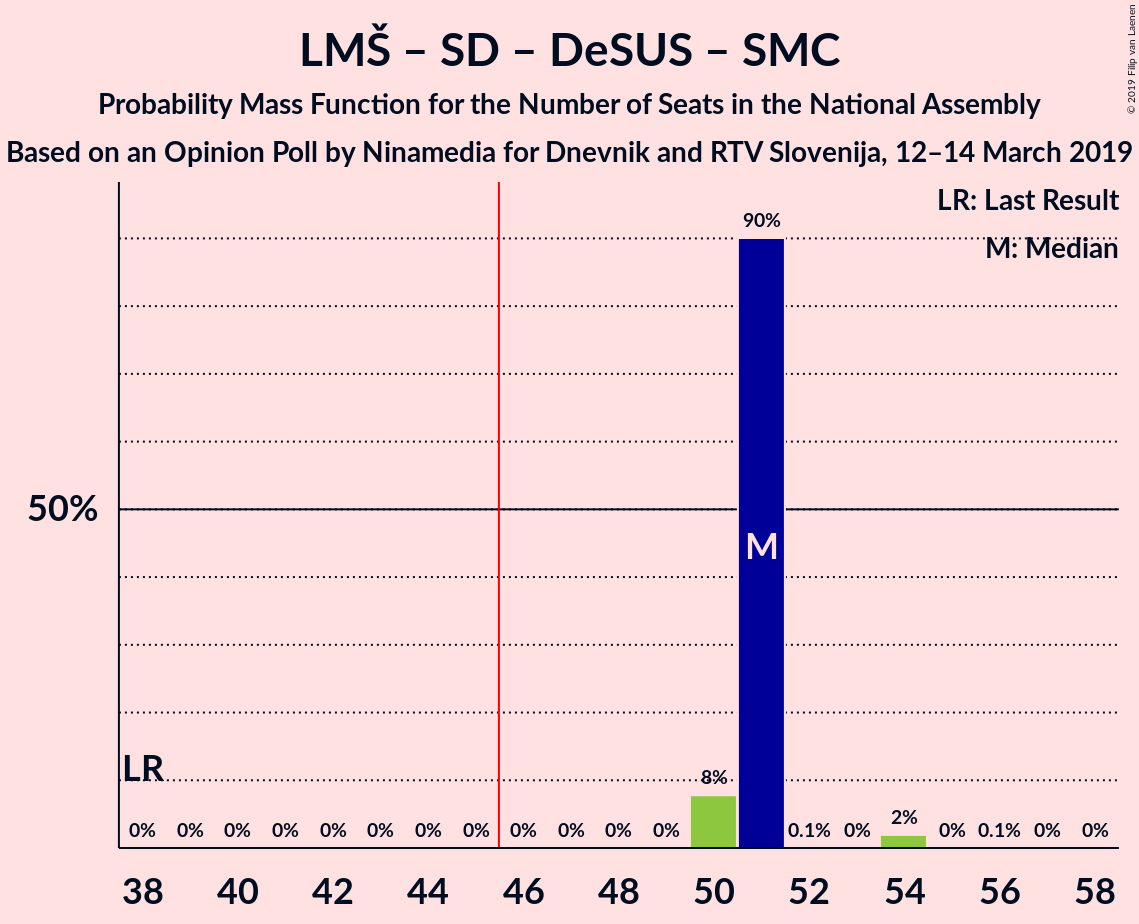 LMŠ – SD – DeSUS – SMC
Probability Mass Function for the Number of Seats in the National Assembly
Based on an Opinion Poll by Ninamedia for Dnevnik and RTV Slovenija, 12–14 March 2019
© 2019 Filip van Laenen
LR: Last Result
M: Median
90%
50%
M
LR
8%
2%
0% 0% 0% 0% 0% 0% 0% 0% 0% 0% 0% 0% 0.1% 0% 0% 0.1% 0% 0%
38 40 42 44 46 48 50 52 54 56 58